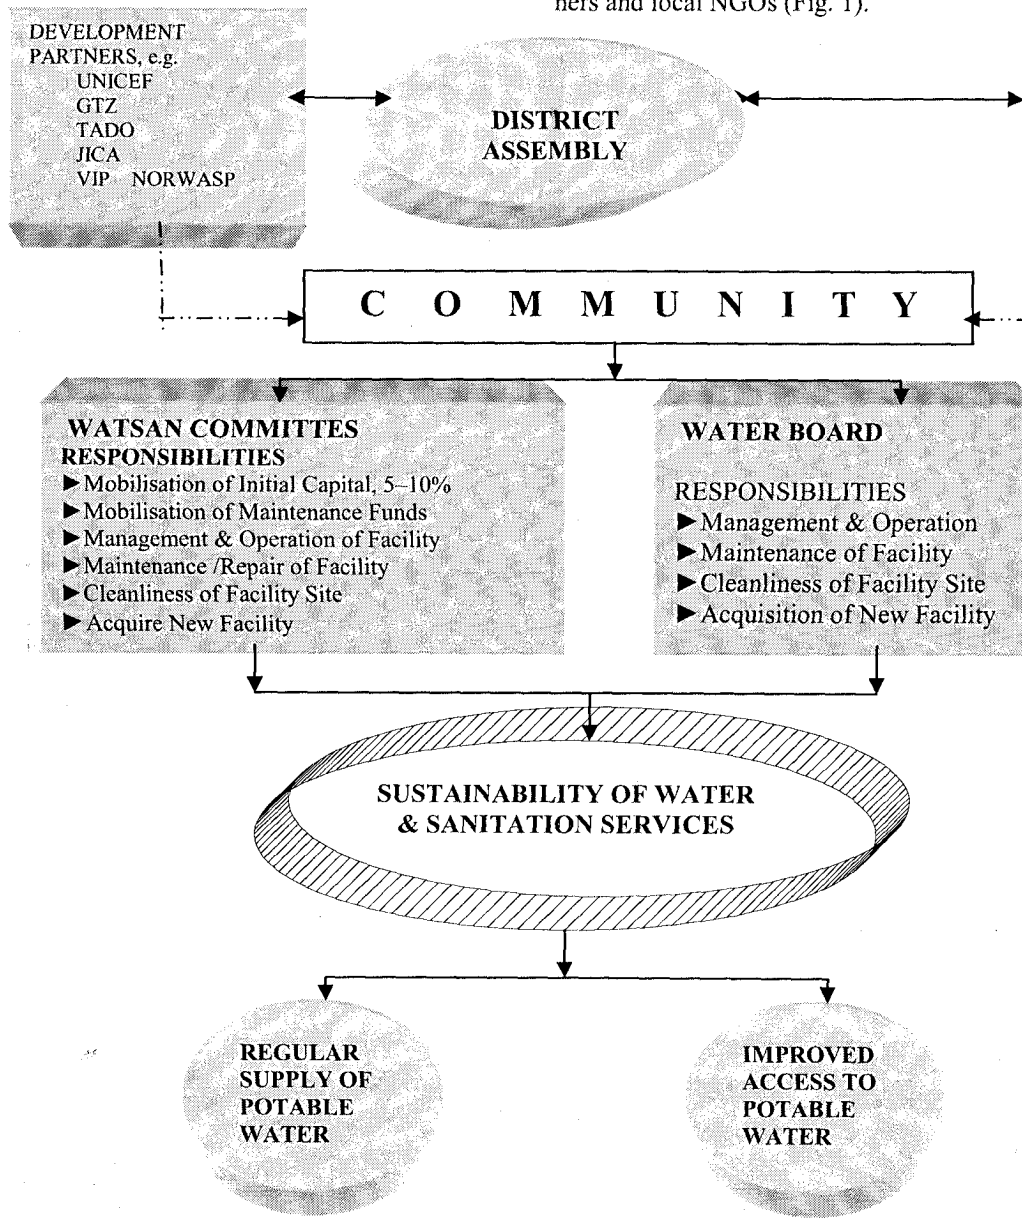 ners and local NGOs (Fig. 1).
DEVELOPMENT
PARTNERS, e.g.
UNICEF
GTZ
TADO
JICA
VIP NORWASP
DISTRICT
ASSEMBLY
C O M M U N I T Y
WATSAN COMMITTES
RESPONSIBILITIES
►Mobilisation of Initial Capital, 5–10%
►Mobilisation of Maintenance Funds
►Management & Operation of Facility
►Maintenance /Repair of Facility
►Cleanliness of Facility Site
►Acquire New Facility
WATER BOARD
RESPONSIBILITIES
►Management & Operation
►Maintenance of Facility
►Cleanliness of Facility Site
►Acquisition of New Facility
SUSTAINABILITY OF WATER
& SANITATION SERVICES
REGULAR
SUPPLY OF
POTABLE
WATER
IMPROVED
ACCESS TO
POTABLE
WATER